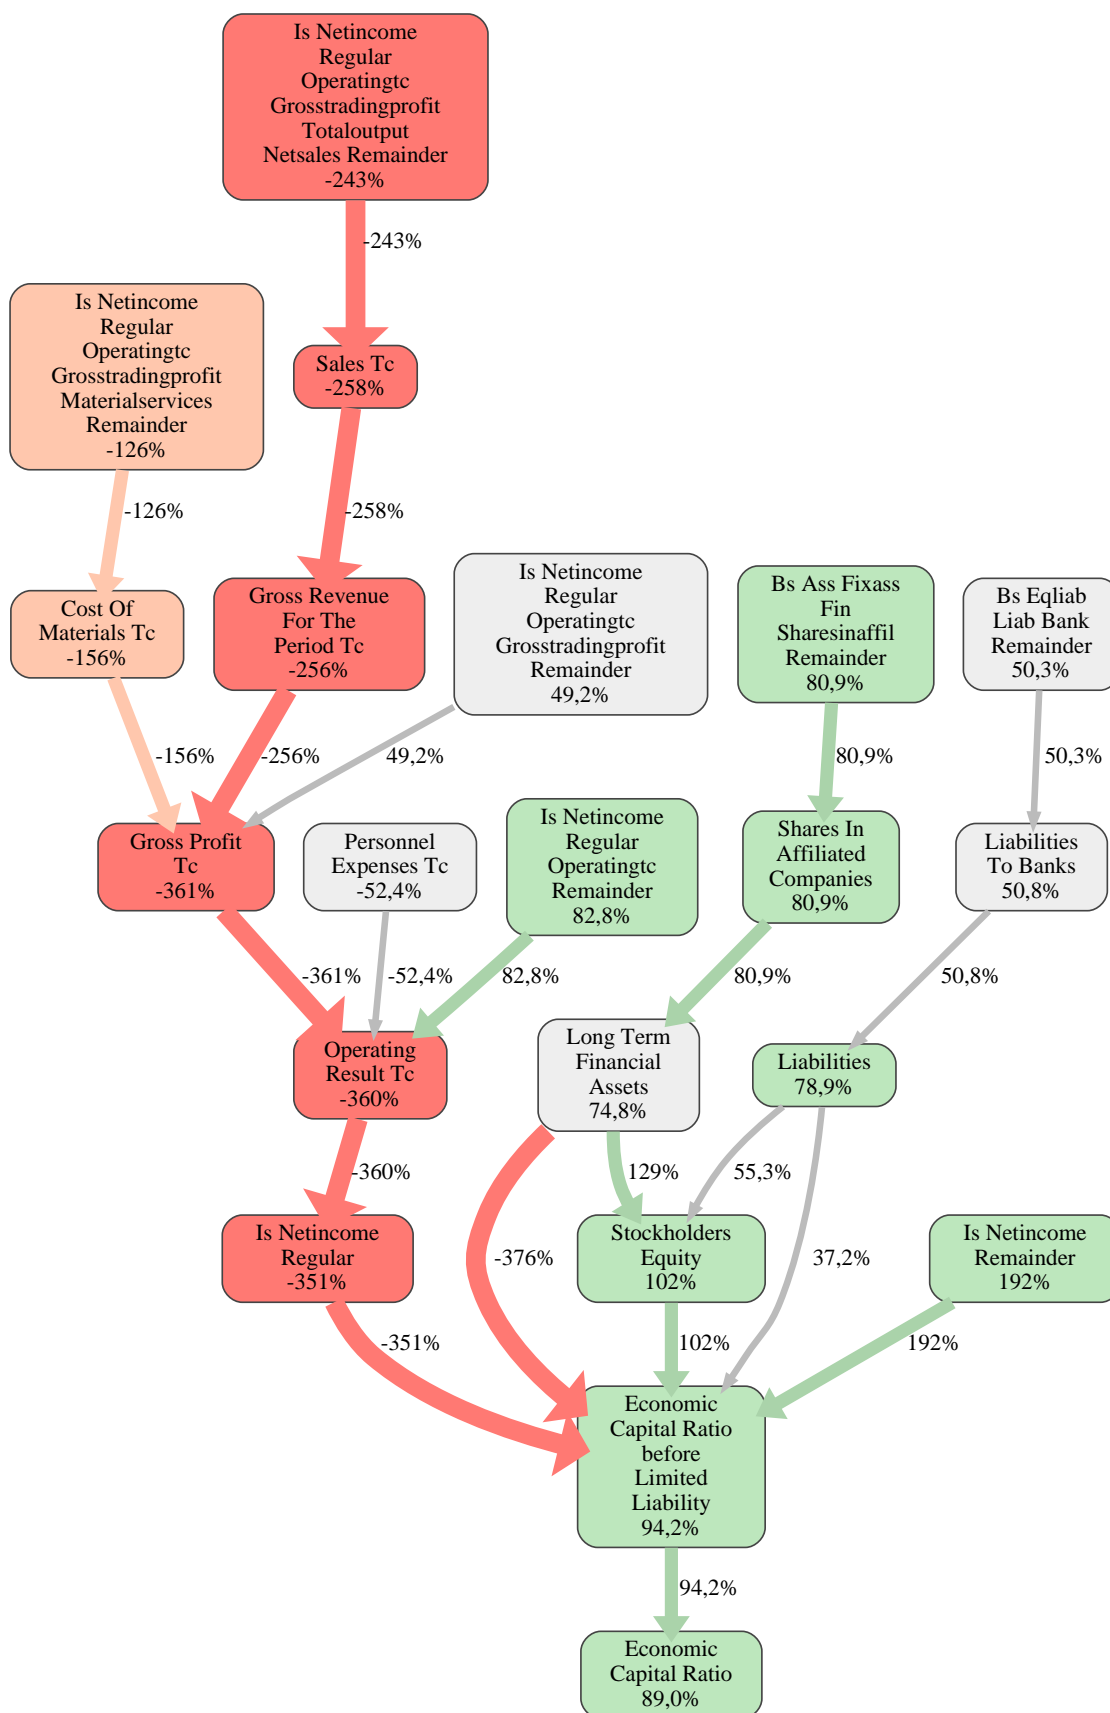 Is Netincome
Regular
Operatingtc
Grosstradingprofit
Totaloutput
Netsales Remainder
-243%
-243%
Is Netincome
Regular
Operatingtc
Grosstradingprofit
Materialservices
Remainder
-126%
Sales Tc
-258%
-126%
-258%
Cost Of
Materials Tc
-156%
Gross Revenue
For The
Period Tc
-256%
Is Netincome
Regular
Operatingtc
Grosstradingprofit
Remainder
49,2%
Bs Ass Fixass
Fin
Sharesinaffil
Remainder
80,9%
Bs Eqliab
Liab Bank
Remainder
50,3%
-156%
-256%
49,2%
80,9%
50,3%
Gross Profit
Tc
-361%
Personnel
Expenses Tc
-52,4%
Is Netincome
Regular
Operatingtc
Remainder
82,8%
Shares In
Affiliated
Companies
80,9%
Liabilities
To Banks
50,8%
-361%
-52,4%
82,8%
80,9%
50,8%
Operating
Result Tc
-360%
Long Term
Financial
Assets
74,8%
Liabilities
78,9%
-360%
129%
55,3%
Is Netincome
Regular
-351%
-376%
Stockholders
Equity
102%
37,2%
Is Netincome
Remainder
192%
-351%
102%
192%
Economic
Capital Ratio
before
Limited
Liability
94,2%
94,2%
Economic
Capital Ratio
89,0%